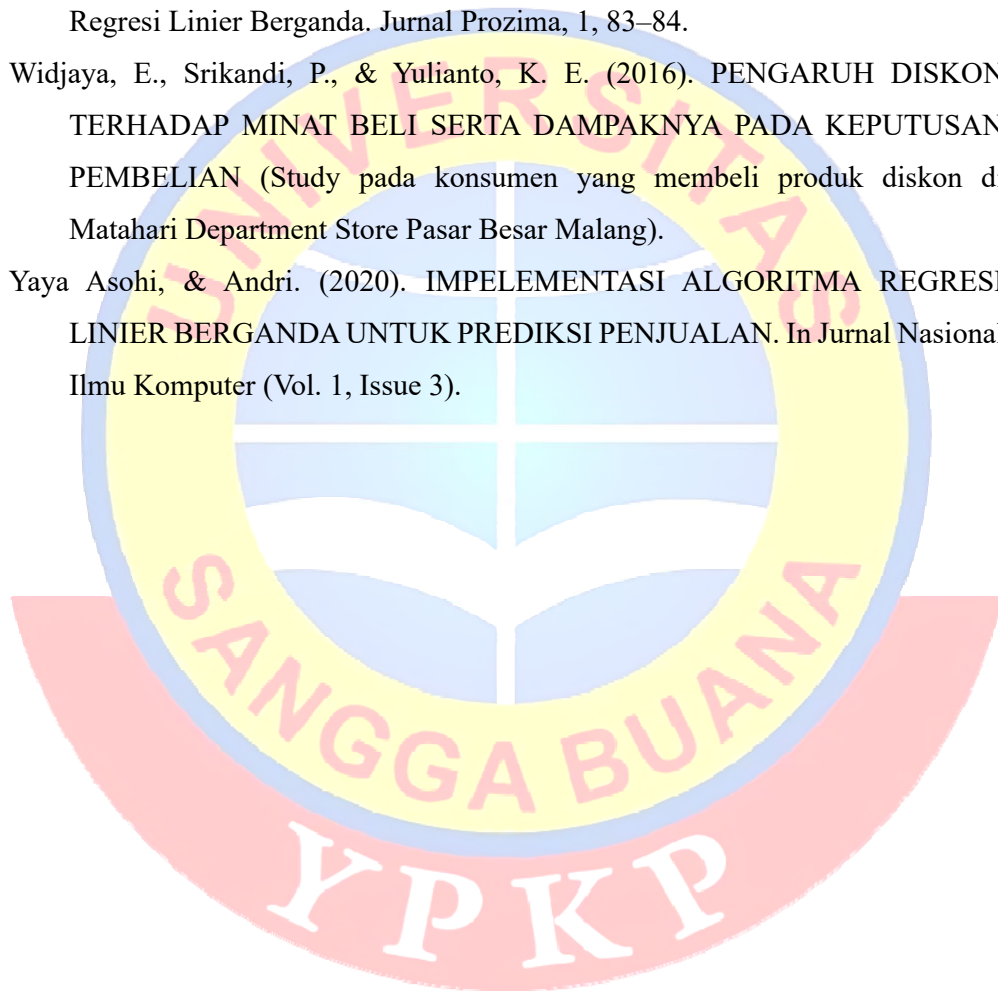 Regresi Linier Berganda. Jurnal Prozima, 1, 83–84.
Widjaya, E., Srikandi, P., & Yulianto, K. E. (2016). PENGARUH DISKON
TERHADAP MINAT BELI SERTA DAMPAKNYA PADA KEPUTUSAN
PEMBELIAN (Study pada konsumen yang membeli produk diskon di
Matahari Department Store Pasar Besar Malang).
Yaya Asohi, & Andri. (2020). IMPELEMENTASI ALGORITMA REGRESI
LINIER BERGANDA UNTUK PREDIKSI PENJUALAN. In Jurnal Nasional
Ilmu Komputer (Vol. 1, Issue 3).
UNIVERSITAS
SANGGA BUANA
YPKP